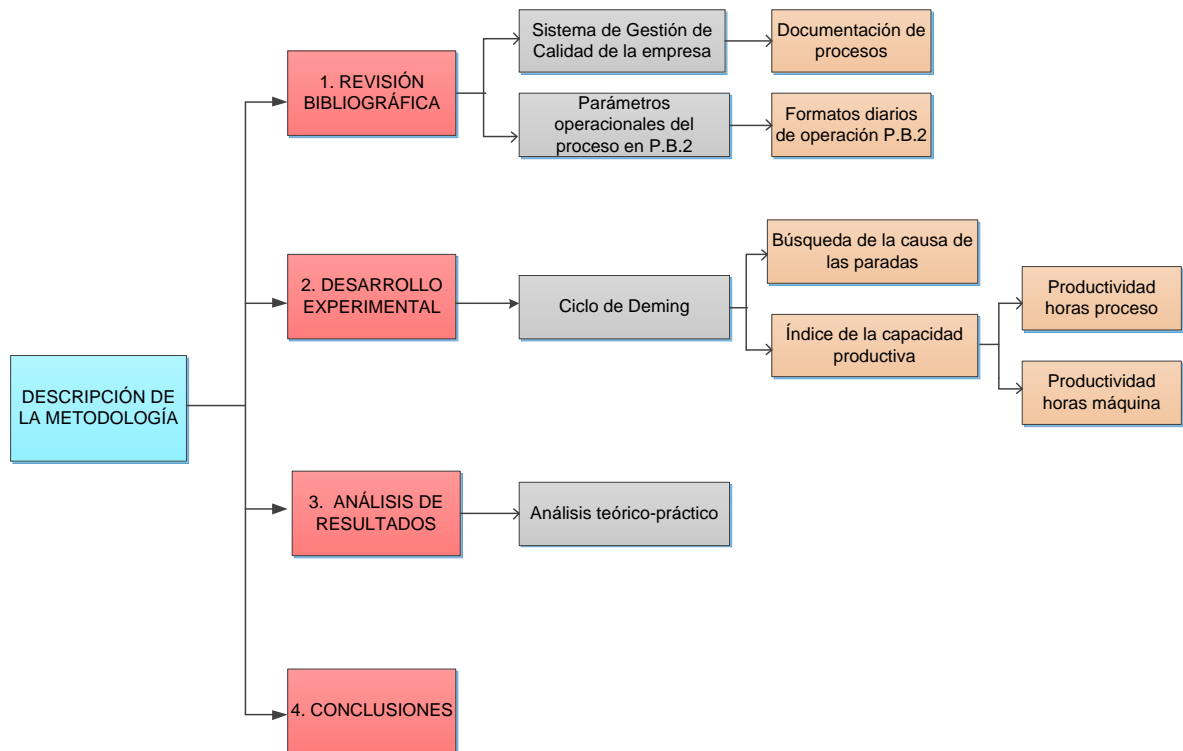 DESCRIPCIÓN DE
LA METODOLOGÍA
1. REVISIÓN
BIBLIOGRÁFICA
Sistema de Gestión de
Calidad de la empresa
Documentación de
procesos
Parámetros
operacionales del
proceso en P.B.2
Formatos diarios
de operación P.B.2
2. DESARROLLO
EXPERIMENTAL
Ciclo de Deming
Búsqueda de la causa de
las paradas
Índice de la capacidad
productiva
Productividad
horas proceso
Productividad
horas máquina
3. ANÁLISIS DE
RESULTADOS
Análisis teórico-práctico
4. CONCLUSIONES